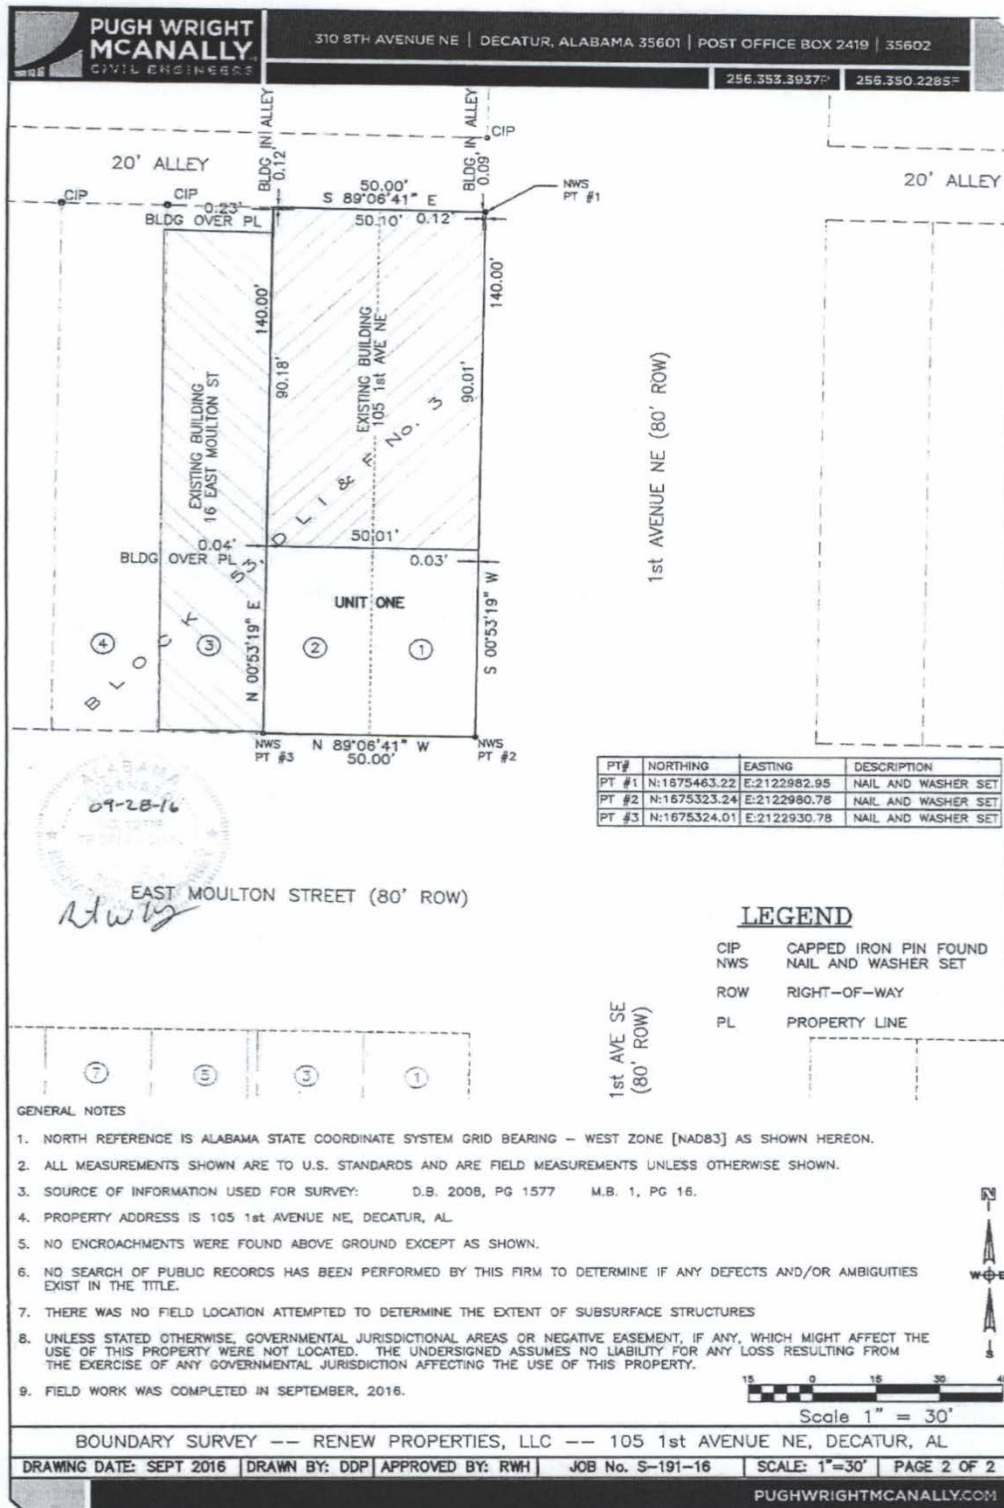 PUGH WRIGHT
MCANALLY
CIVIL ENGINEERS
310 8TH AVENUE NE | DECATUR, ALABAMA 35601 | POST OFFICE BOX 2419 | 35602
256.353.3937P
256.350.2285F
20' ALLEY
BLDG IN ALLEY
0.12'
BLDG IN ALLEY
0.09'
CIP
20' ALLEY
CIP
CIP
0.23'
BLDG OVER PL
50.00'
S 89°06'41" E
50.10'
0.12'
NWS
PT #1
140.00'
90.18'
140.00'
90.01'
EXISTING BUILDING
16 EAST MOULTON ST
EXISTING BUILDING
105 1st AVE NE
BLOCK 53, DLI & F No. 3
1st AVENUE NE (80' ROW)
0.04'
BLDG OVER PL
50.01'
0.03'
UNIT ONE
N 00°53'19" E
S 00°53'19" W
4
3
2
1
NWS
PT #3
N 89°06'41" W
50.00'
NWS
PT #2
PT# NORTHING EASTING DESCRIPTION
PT #1 N:1675463.22 E:2122982.95 NAIL AND WASHER SET
PT #2 N:1675323.24 E:2122980.78 NAIL AND WASHER SET
PT #3 N:1675324.01 E:2122930.78 NAIL AND WASHER SET
ALABAMA
LICENSED
09-28-16
EAST MOULTON STREET (80' ROW)
LEGEND
CIP CAPPED IRON PIN FOUND
NWS NAIL AND WASHER SET
ROW RIGHT-OF-WAY
PL PROPERTY LINE
1st AVE SE
(80' ROW)
7
5
3
1
GENERAL NOTES
1. NORTH REFERENCE IS ALABAMA STATE COORDINATE SYSTEM GRID BEARING - WEST ZONE [NAD83] AS SHOWN HEREON.
2. ALL MEASUREMENTS SHOWN ARE TO U.S. STANDARDS AND ARE FIELD MEASUREMENTS UNLESS OTHERWISE SHOWN.
3. SOURCE OF INFORMATION USED FOR SURVEY: D.B. 2008, PG 1577 M.B. 1, PG 16.
4. PROPERTY ADDRESS IS 105 1st AVENUE NE, DECATUR, AL
5. NO ENCROACHMENTS WERE FOUND ABOVE GROUND EXCEPT AS SHOWN.
6. NO SEARCH OF PUBLIC RECORDS HAS BEEN PERFORMED BY THIS FIRM TO DETERMINE IF ANY DEFECTS AND/OR AMBIGUITIES
EXIST IN THE TITLE.
7. THERE WAS NO FIELD LOCATION ATTEMPTED TO DETERMINE THE EXTENT OF SUBSURFACE STRUCTURES
8. UNLESS STATED OTHERWISE, GOVERNMENTAL JURISDICTIONAL AREAS OR NEGATIVE EASEMENT, IF ANY, WHICH MIGHT AFFECT THE
USE OF THIS PROPERTY WERE NOT LOCATED. THE UNDERSIGNED ASSUMES NO LIABILITY FOR ANY LOSS RESULTING FROM
THE EXERCISE OF ANY GOVERNMENTAL JURISDICTION AFFECTING THE USE OF THIS PROPERTY.
9. FIELD WORK WAS COMPLETED IN SEPTEMBER, 2016.
N
W E
S
15 0 15 30
Scale 1" = 30'
BOUNDARY SURVEY -- RENEW PROPERTIES, LLC -- 105 1st AVENUE NE, DECATUR, AL
DRAWING DATE: SEPT 2016 DRAWN BY: DDP APPROVED BY: RWH JOB No. S-191-16 SCALE: 1"=30' PAGE 2 OF 2
PUGHWRIGHTMCANALLY.COM